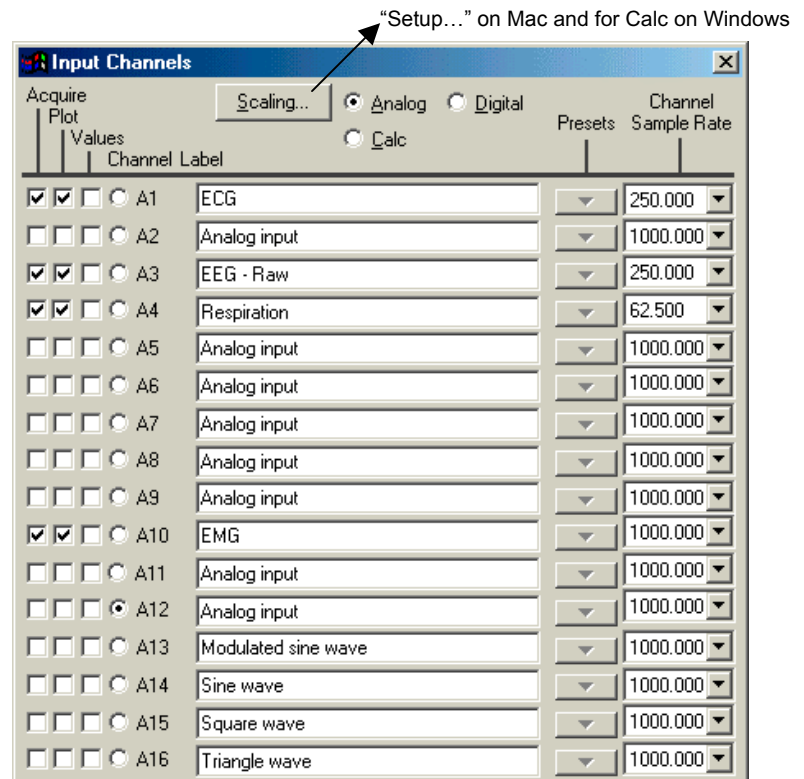 “Setup…” on Mac and for Calc on Windows
Input Channels
Acquire
Plot
Values
Channel Label
Scaling...
Analog
Digital
Calc
Presets
Channel
Sample Rate
A1 ECG 250.000
A2 Analog input 1000.000
A3 EEG - Raw 250.000
A4 Respiration 62.500
A5 Analog input 1000.000
A6 Analog input 1000.000
A7 Analog input 1000.000
A8 Analog input 1000.000
A9 Analog input 1000.000
A10 EMG 1000.000
A11 Analog input 1000.000
A12 Analog input 1000.000
A13 Modulated sine wave 1000.000
A14 Sine wave 1000.000
A15 Square wave 1000.000
A16 Triangle wave 1000.000